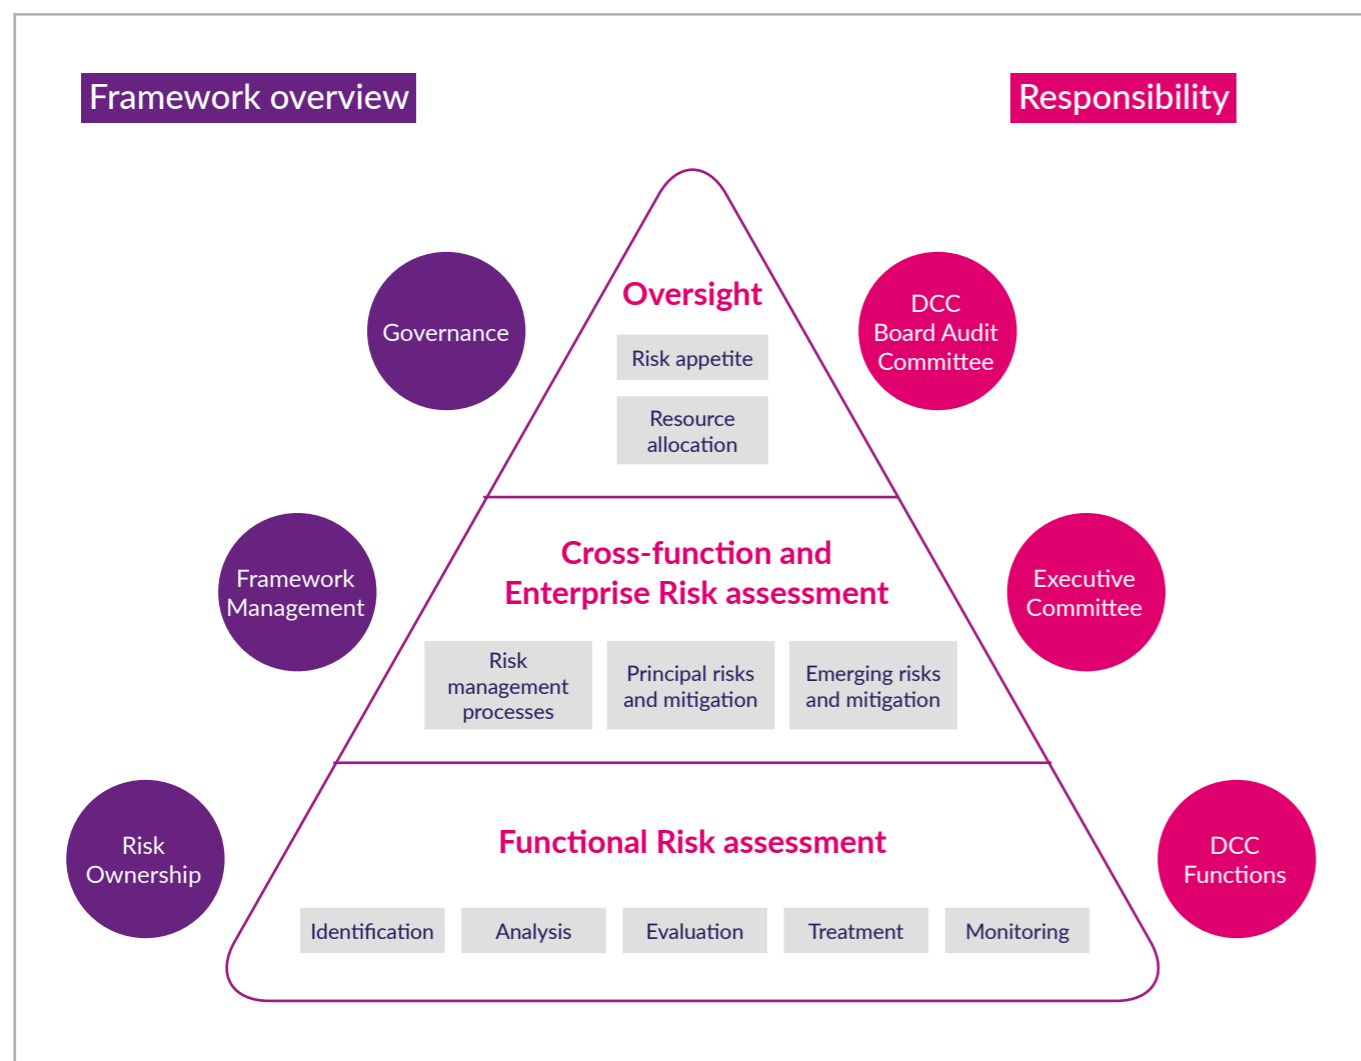 Framework overview
Responsibility
Oversight
Governance
DCC
Board Audit
Committee
Risk appetite
Resource
allocation
Cross-function and
Enterprise Risk assessment
Framework
Management
Executive
Committee
Risk
management
processes
Principal risks
and mitigation
Emerging risks
and mitigation
Functional Risk assessment
Risk
Ownership
DCC
Functions
Identification
Analysis
Evaluation
Treatment
Monitoring